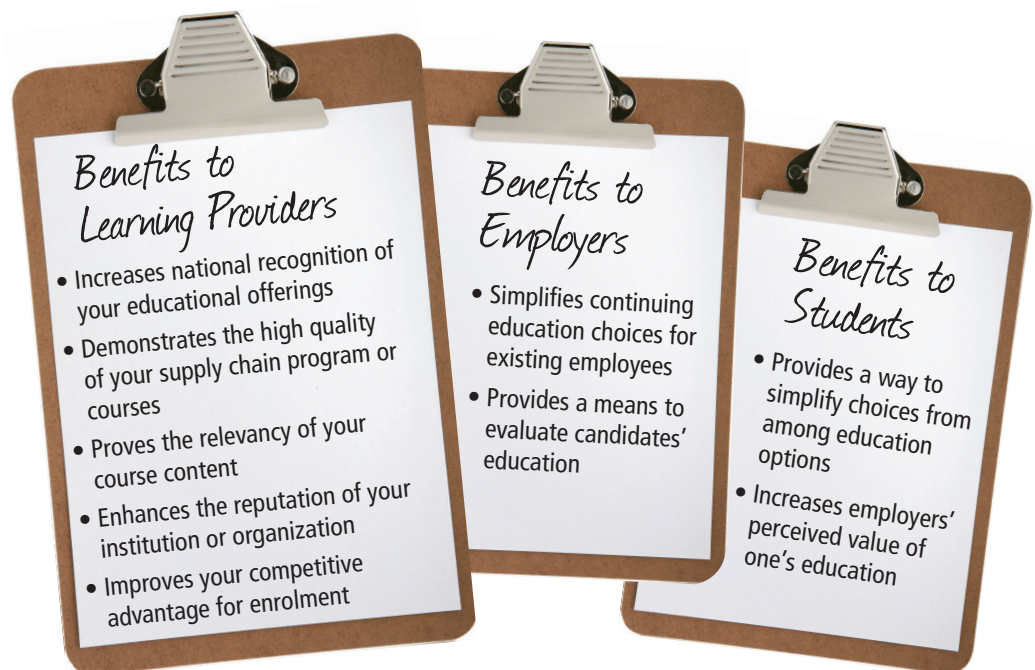 Benefits to
Learning Providers
• Increases national recognition of
your educational offerings
• Demonstrates the high quality
of your supply chain program or
courses
• Proves the relevancy of your
course content
• Enhances the reputation of your
institution or organization
• Improves your competitive
advantage for enrolment
Benefits to
Employers
• Simplifies continuing
education choices for
existing employees
• Provides a means to
evaluate candidates'
education
Benefits to
Students
• Provides a way to
simplify choices from
among education
options
• Increases employers'
perceived value of
one's education